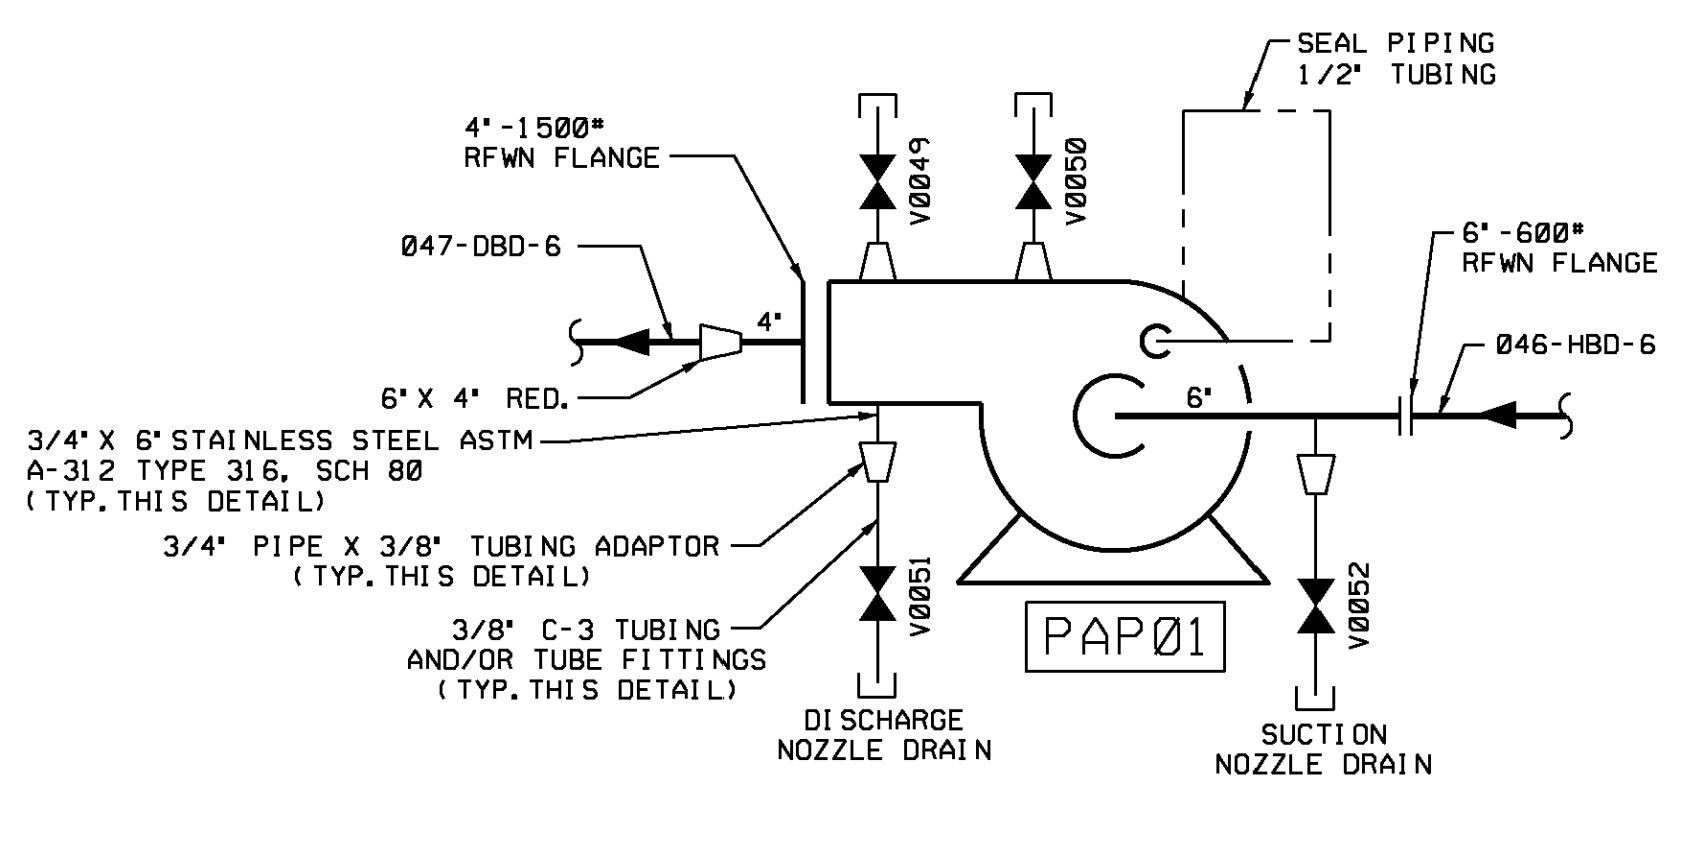 SEAL PIPING
1/2" TUBING
4"-1500#
RFWN FLANGE
V0049
V0050
6"-600#
RFWN FLANGE
047-DBD-6
4"
046-HBD-6
6" X 4" RED.
6"
3/4" X 6" STAINLESS STEEL ASTM
A-312 TYPE 316, SCH 80
(TYP. THIS DETAIL)
3/4" PIPE X 3/8" TUBING ADAPTOR
(TYP. THIS DETAIL)
3/8" C-3 TUBING
AND/OR TUBE FITTINGS
(TYP. THIS DETAIL)
V0051
V0052
PAP01
DISCHARGE
NOZZLE DRAIN
SUCTION
NOZZLE DRAIN